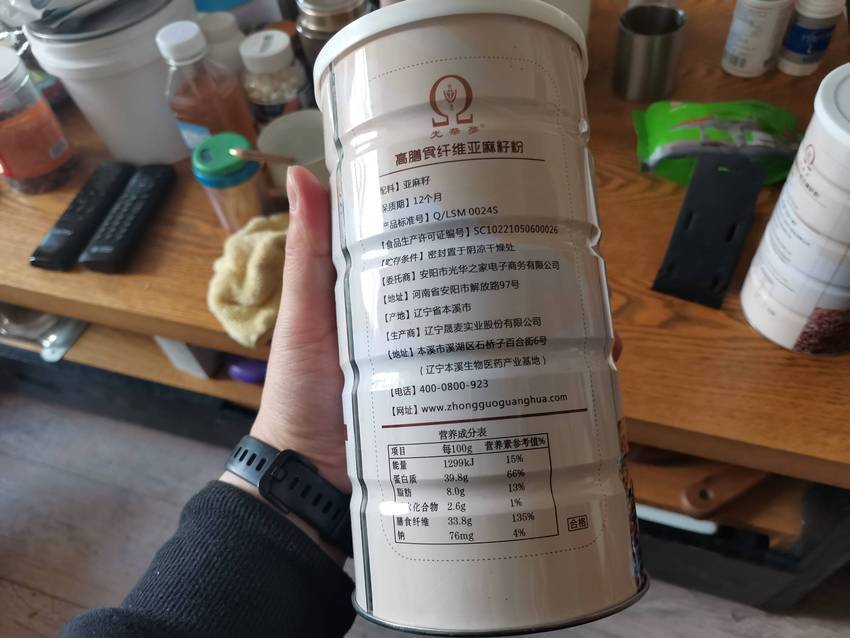 光华葵®
高膳食纤维亚麻籽粉
配料】亚麻籽
保质期】12个月
产品标准号】Q/LSM 0024S
【食品生产许可证编号】SC10221050600026
【贮存条件】密封置于阴凉干燥处
【委托商】安阳市光华之家电子商务有限公司
【地址】河南省安阳市解放路97号
【产地】辽宁省本溪市
【生产商】辽宁晟麦实业股份有限公司
【地址】本溪市溪湖区石桥子百合街6号
（辽宁本溪生物医药产业基地）
【电话】400-0800-923
【网址】www.zhongguoguanghua.com
营养成分表
项目 每100g 营养素参考值%
能量 1299kJ 15%
蛋白质 39.8g 66%
脂肪 8.0g 13%
水化合物 2.6g 1%
膳食纤维 33.8g 135%
钠 76mg 4%
合格